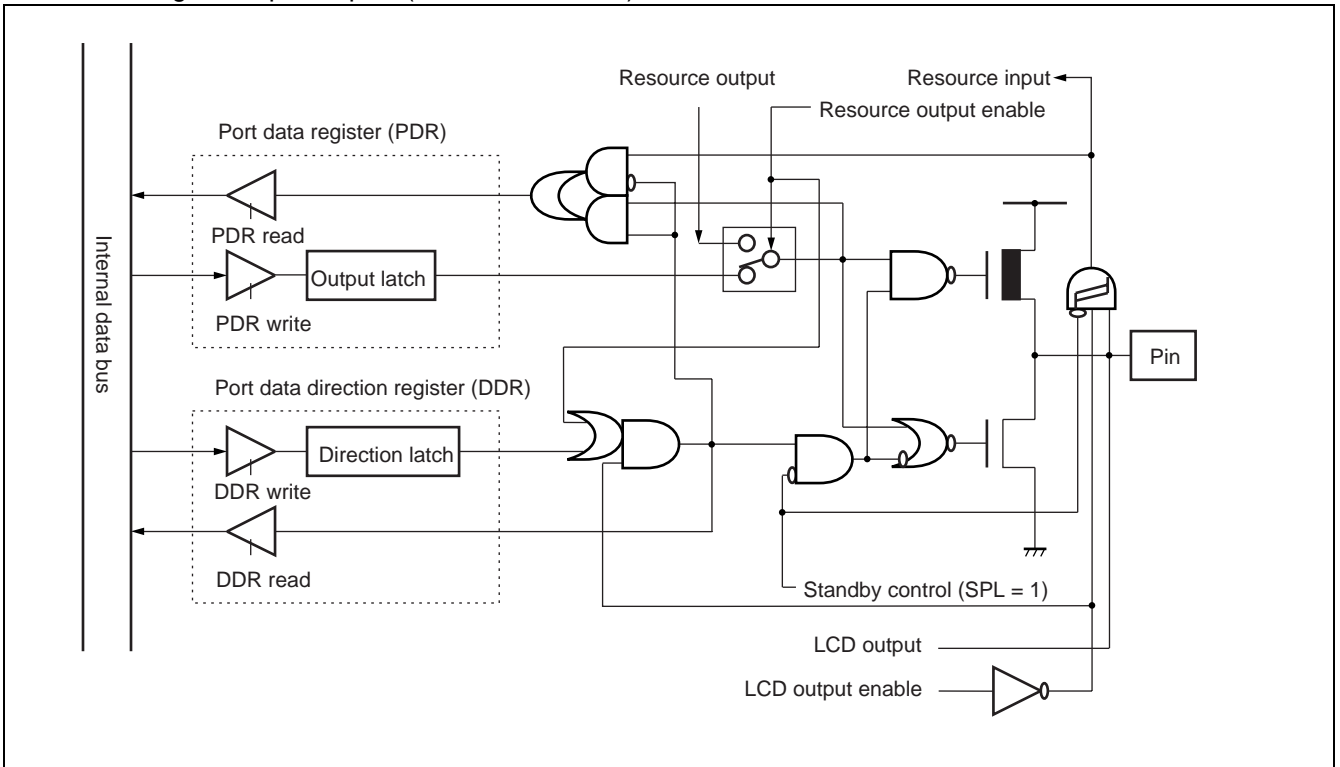 Resource output
Resource input
Resource output enable
Port data register (PDR)
PDR read
Output latch
PDR write
Internal data bus
Pin
Port data direction register (DDR)
Direction latch
DDR write
DDR read
Standby control (SPL = 1)
LCD output
LCD output enable